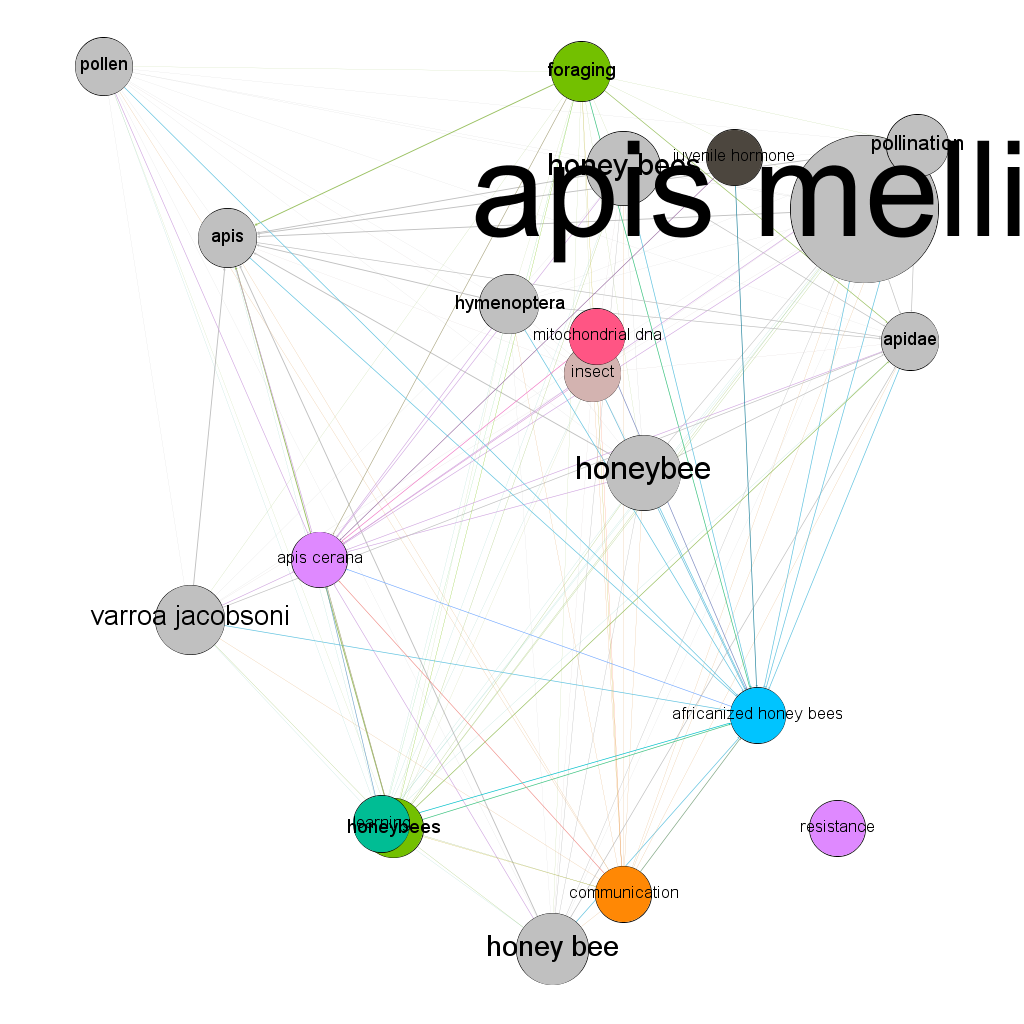 pollen
foraging
pollination
juvenile hormone
honey bees
apis melli
apis
hymenoptera
mitochondrial dna
apidae
insect
honeybee
apis cerana
varroa jacobsoni
africanized honey bees
learning
honeybees
resistance
communication
honey bee